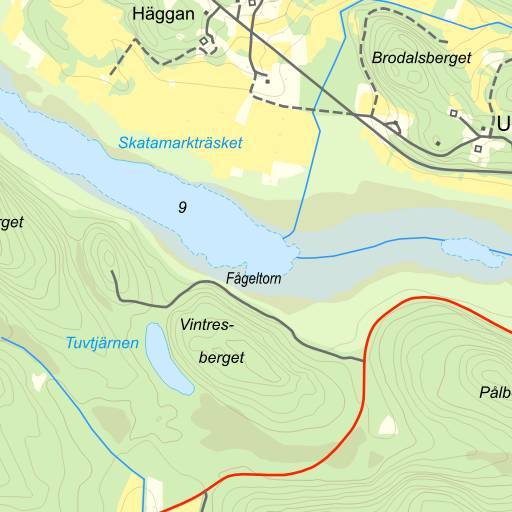 Häggan
Brodalsberget
U
Skatamarkträsket
9
rget
Fågeltorn
Vintres-
berget
Tuvtjärnen
Pålb